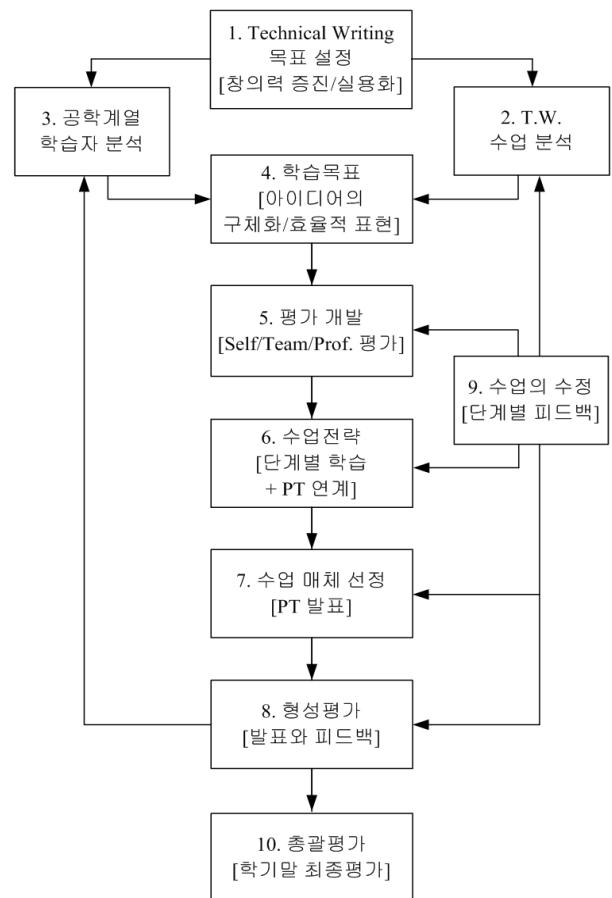 1. Technical Writing
목표 설정
[창의력 증진/실용화]
3. 공학계열
학습자 분석
2. T.W.
수업 분석
4. 학습목표
[아이디어의
구체화/효율적 표현]
5. 평가 개발
[Self/Team/Prof. 평가]
9. 수업의 수정
[단계별 피드백]
6. 수업전략
[단계별 학습
+ PT 연계]
7. 수업 매체 선정
[PT 발표]
8. 형성평가
[발표와 피드백]
10. 총괄평가
[학기말 최종평가]